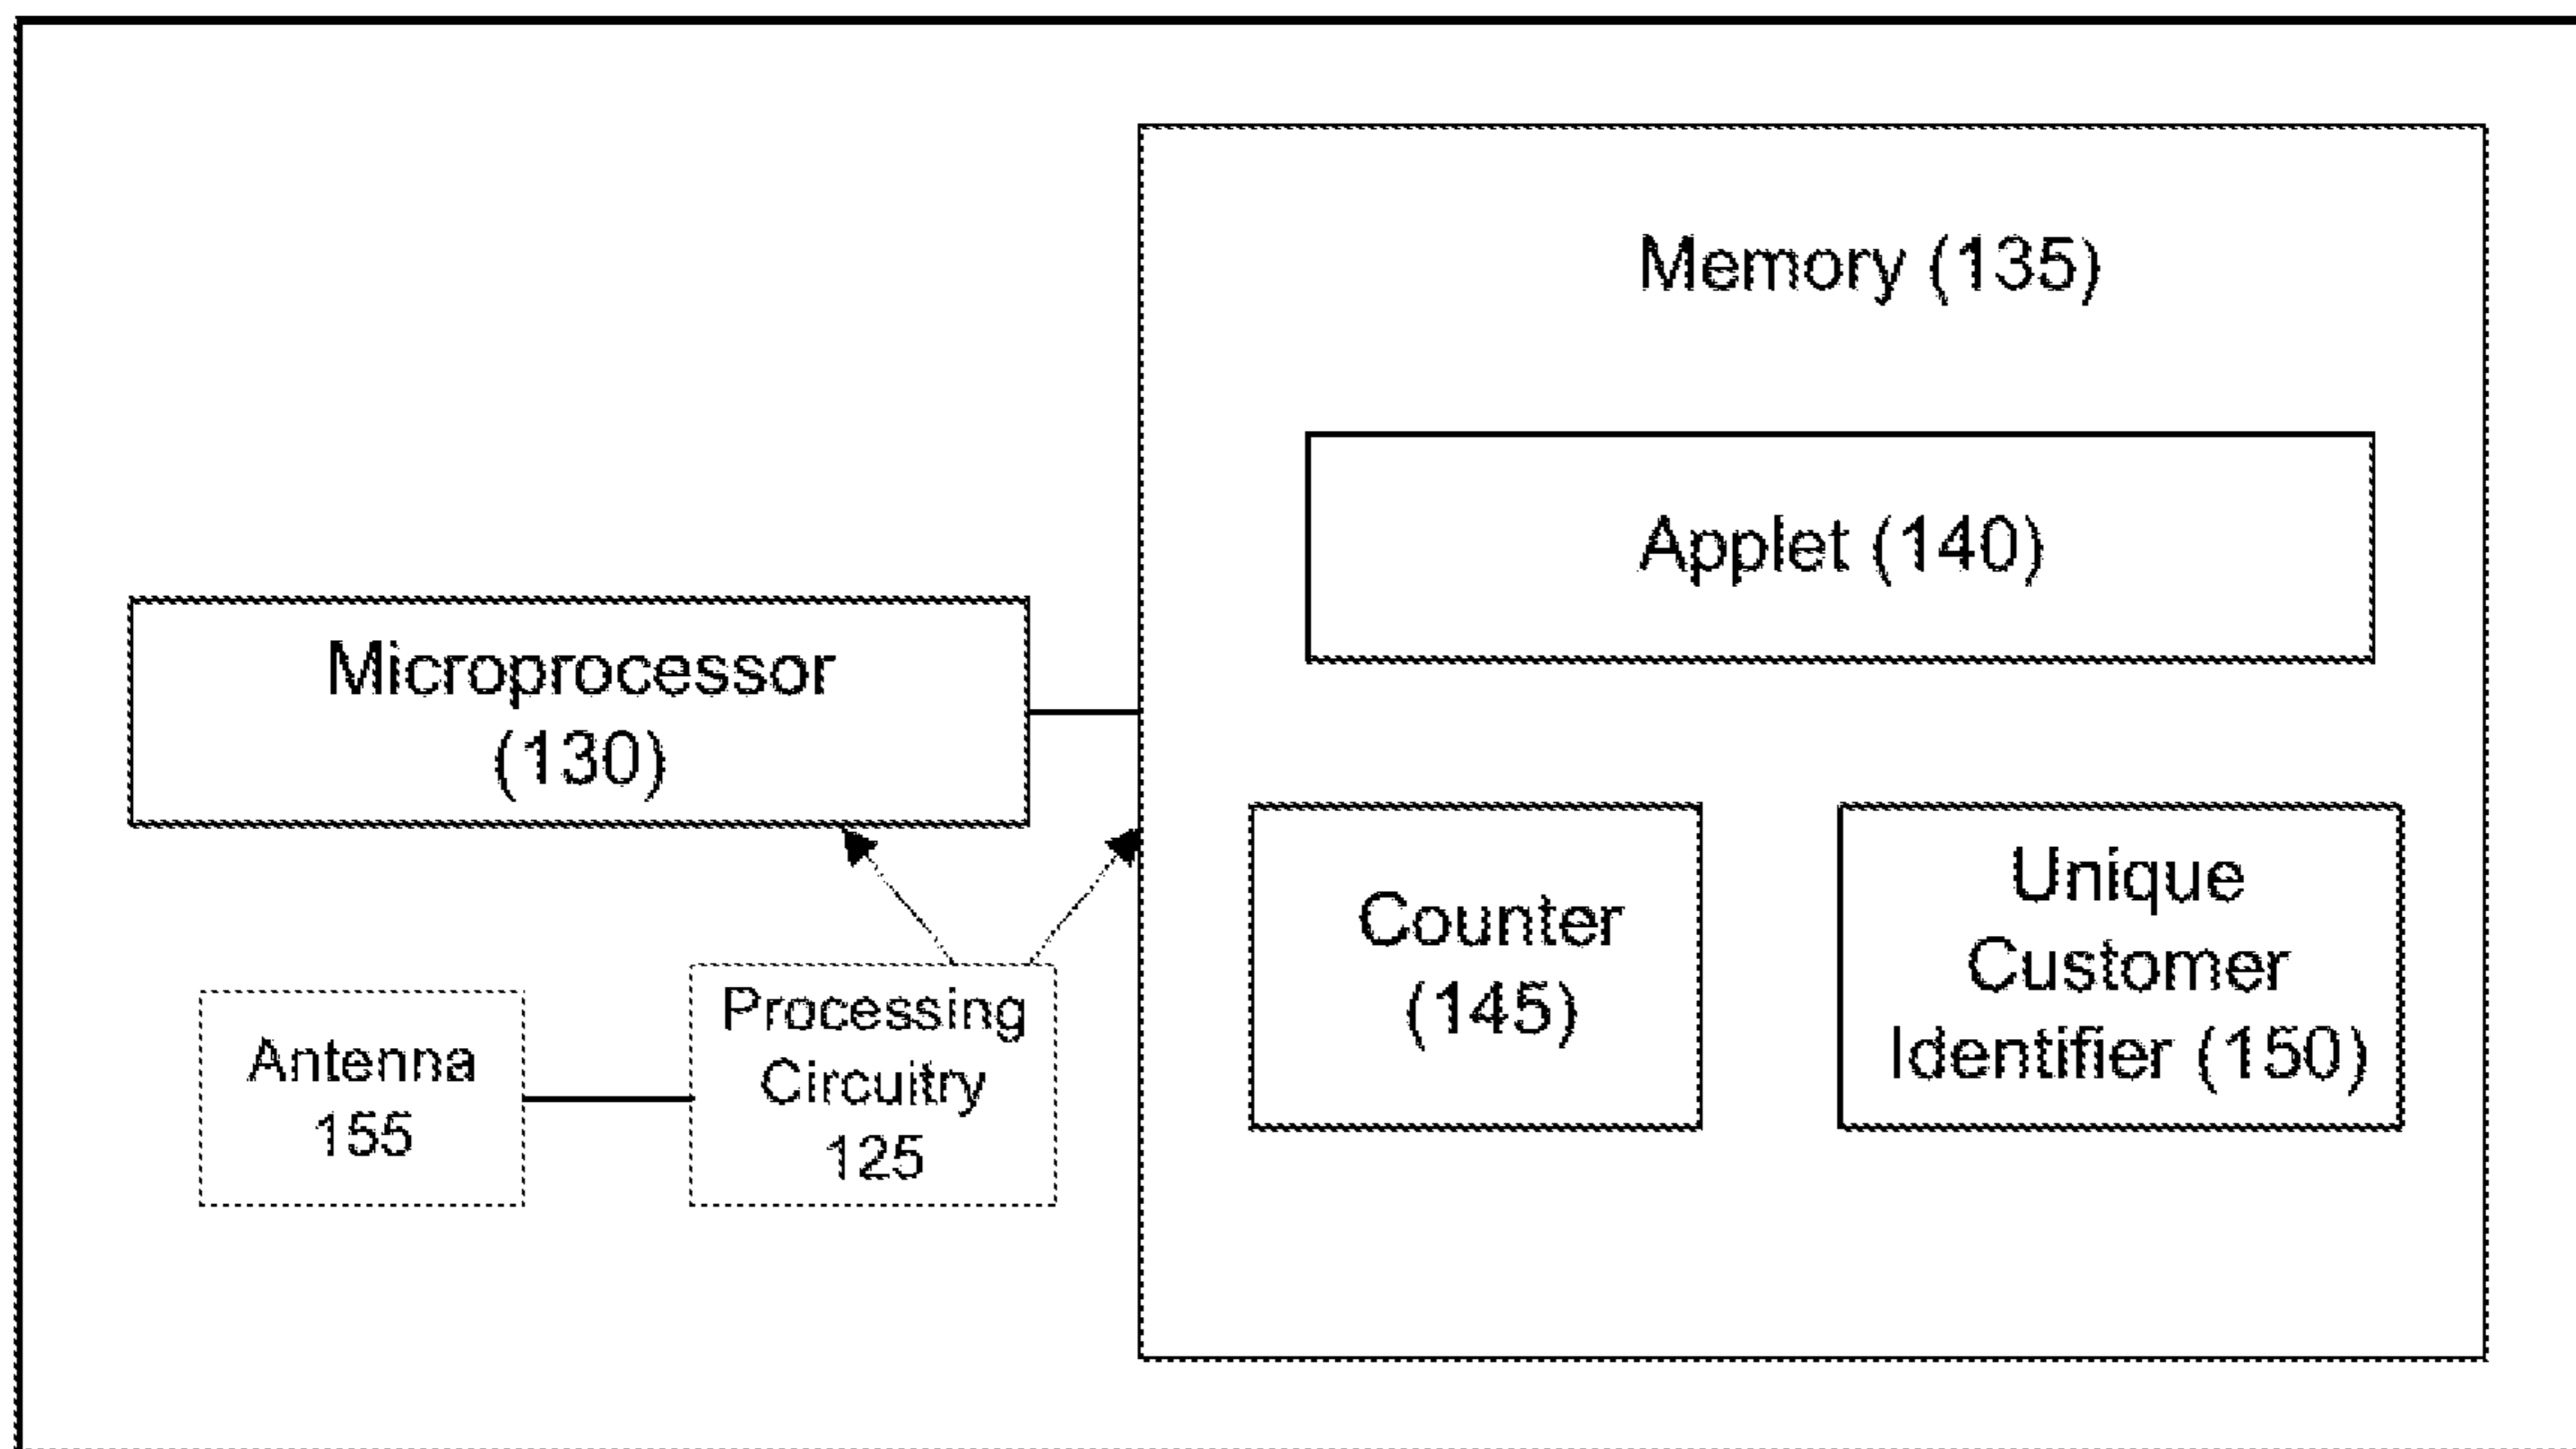 Memory (135)
Applet (140)
Microprocessor
(130)
Counter
(145)
Unique
Customer
Identifier (150)
Antenna
155
Processing
Circuitry
125